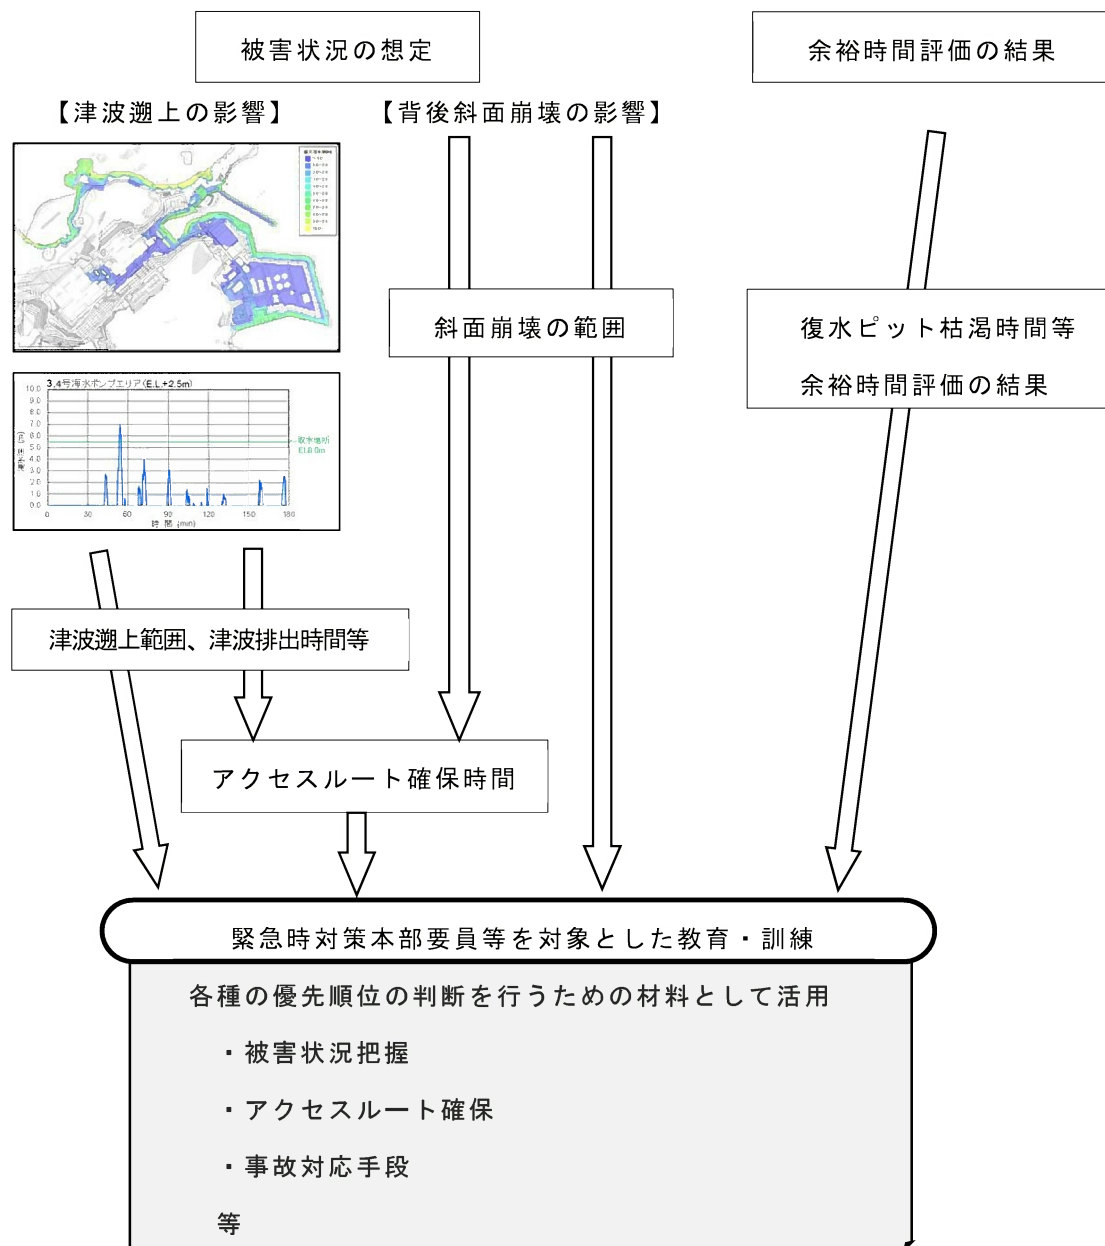 被害状況の想定
余裕時間評価の結果
【津波遡上の影響】
【背後斜面崩壊の影響】
斜面崩壊の範囲
復水ピット枯渇時間等
余裕時間評価の結果
3,4号海水ポンプエリア(E.L.+2.5m)
10.0
9.0
8.0
7.0
6.0
5.0
4.0
3.0
2.0
1.0
0.0
取水場所
0 30 60 90 120 150 180
時間 (min)
津波遡上範囲、津波排出時間等
アクセスルート確保時間
緊急時対策本部要員等を対象とした教育・訓練
各種の優先順位の判断を行うための材料として活用
・被害状況把握
・アクセスルート確保
・事故対応手段
等